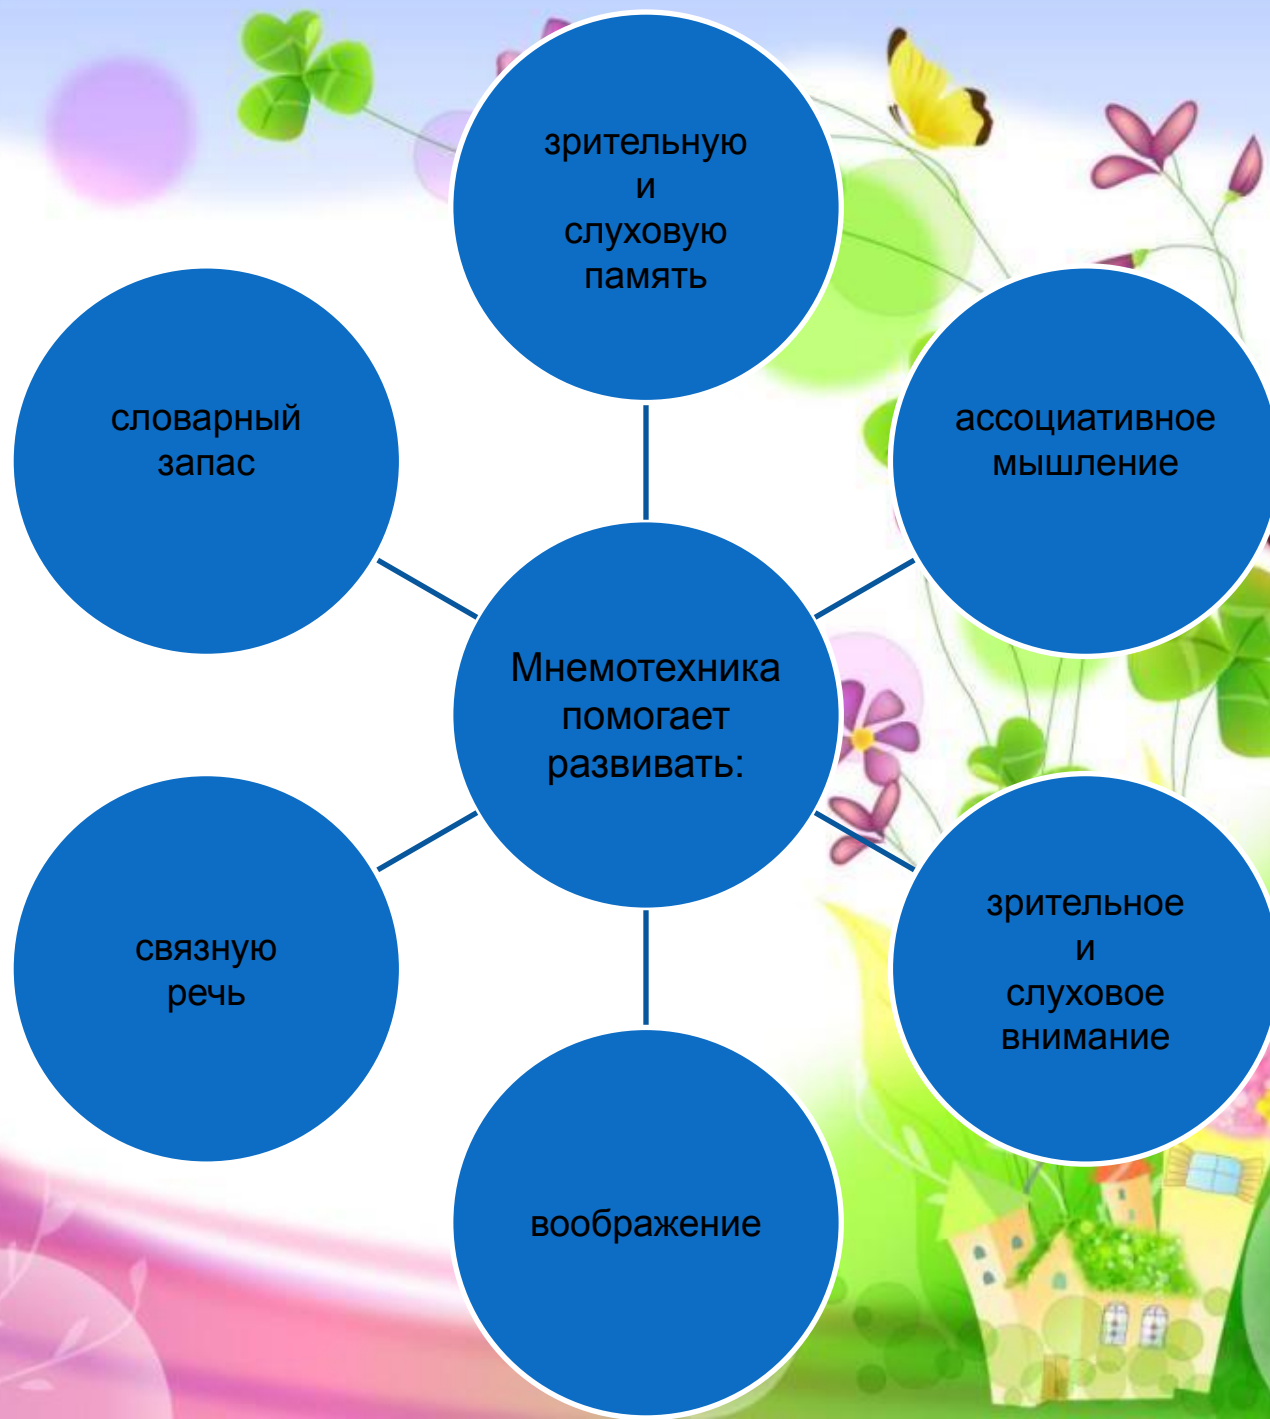 зрительную
и
слуховую
память
словарный
запас
ассоциативное
мышление
Мнемотехника
помогает
развивать:
связную
речь
зрительное
и
слуховое
внимание
воображение